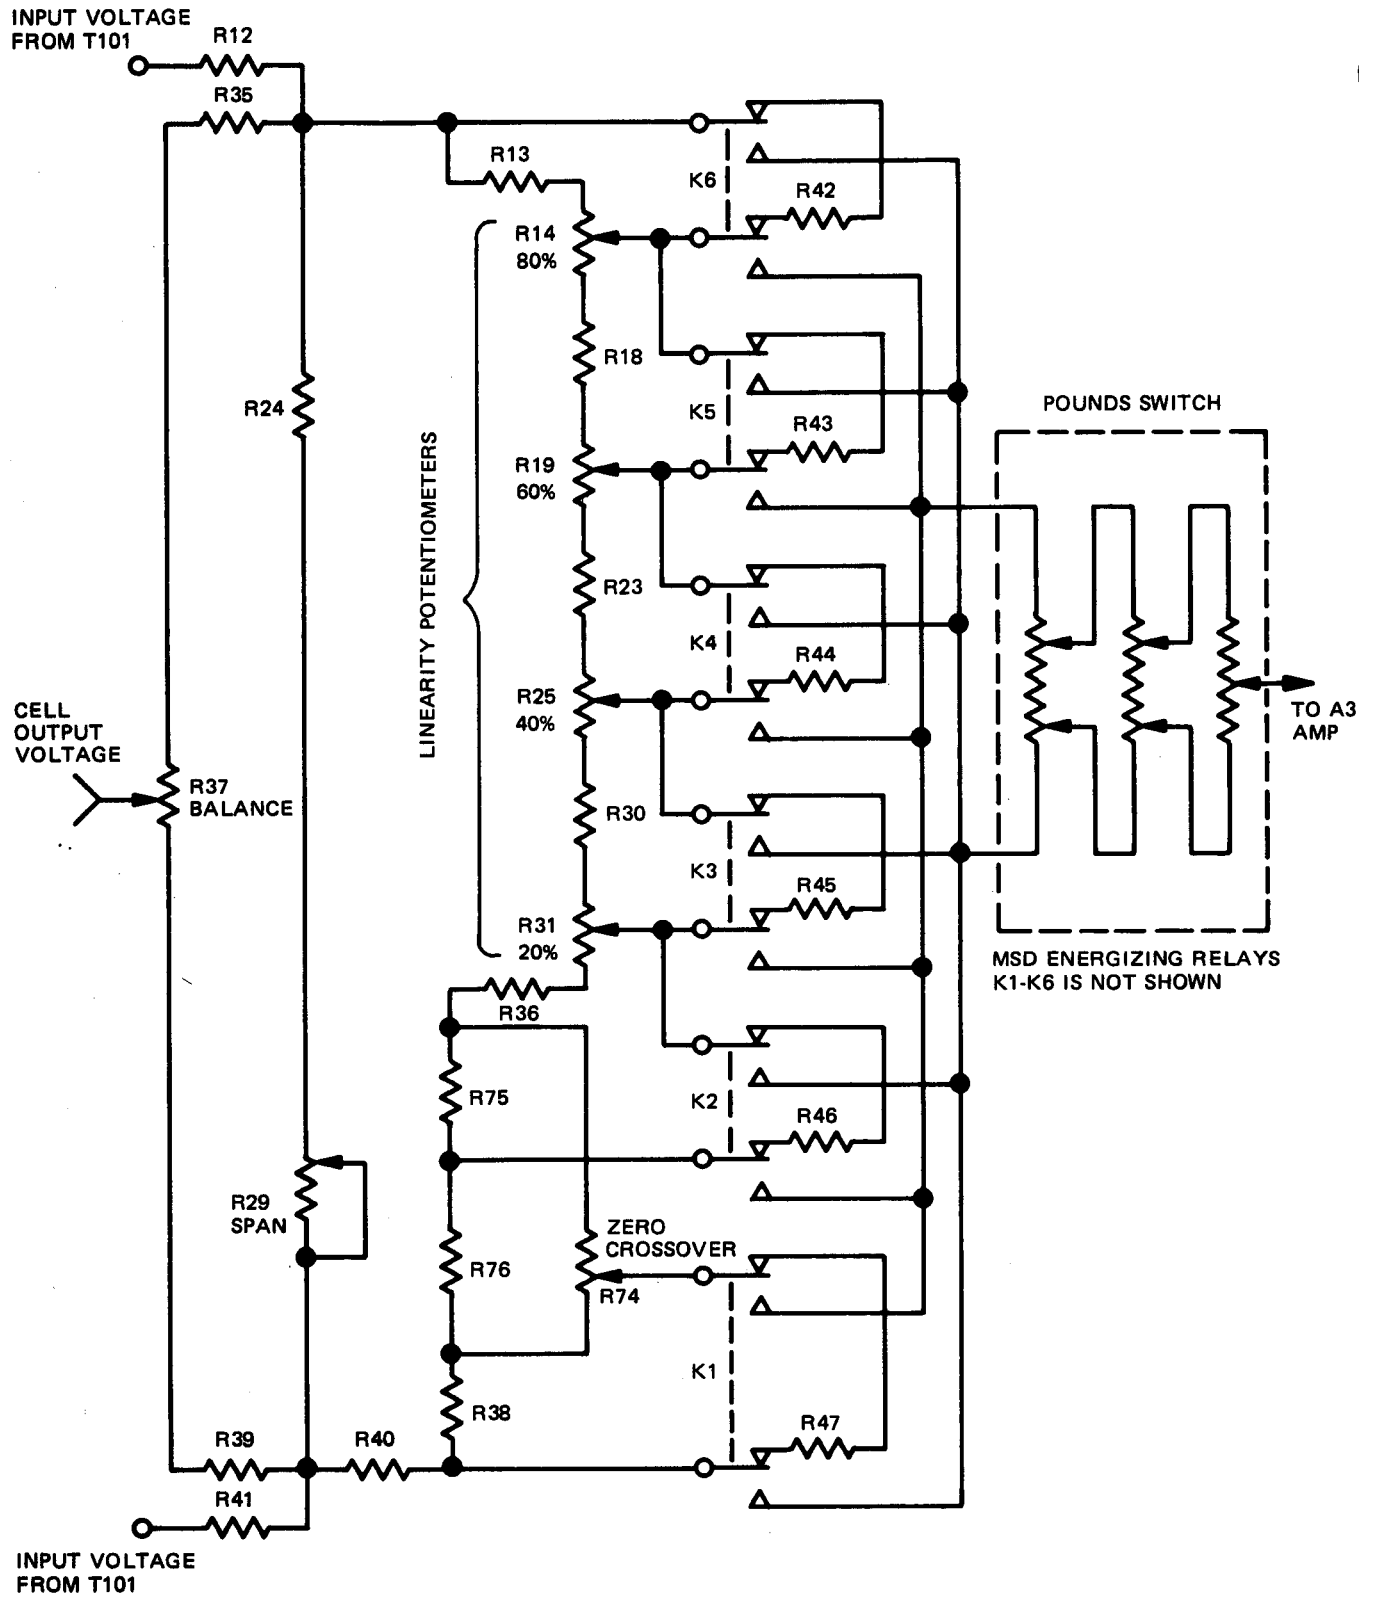 INPUT VOLTAGE
FROM T101
R12
R35
R13
K6
R42
R14
80%
R18
R24
K5
R43
POUNDS SWITCH
LINEARITY POTENTIOMETERS
R19
60%
R23
K4
R44
R25
40%
CELL
OUTPUT
VOLTAGE
TO A3
AMP
R37
BALANCE
R30
K3
R45
R31
20%
MSD ENERGIZING RELAYS
K1-K6 IS NOT SHOWN
R36
R75
K2
R46
R29
SPAN
ZERO
CROSSOVER
R76
R74
K1
R38
R47
R39
R40
R41
INPUT VOLTAGE
FROM T101